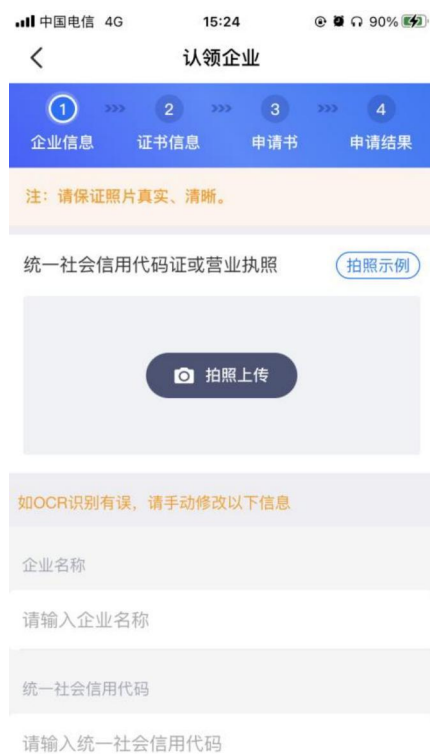 中国电信 4G 15:24 90%
认领企业
1 >>> 2 >>> 3 >>> 4
企业信息 证书信息 申请书 申请结果
注：请保证照片真实、清晰。
统一社会信用代码证或营业执照 拍照示例
拍照上传
如OCR识别有误，请手动修改以下信息
企业名称
请输入企业名称
统一社会信用代码
请输入统一社会信用代码